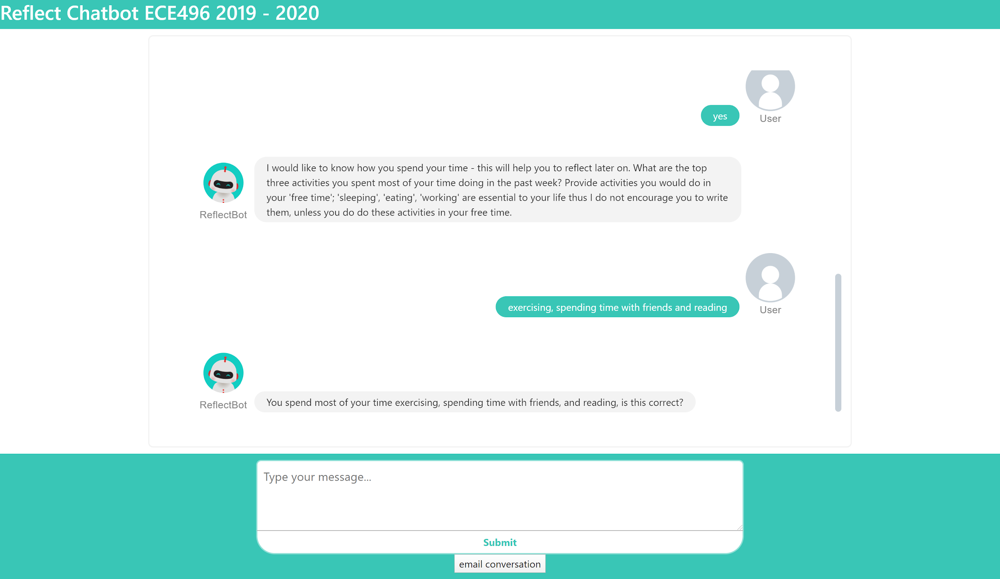 Reflect Chatbot ECE496 2019 - 2020
yes
User
I would like to know how you spend your time - this will help you to reflect later on. What are the top
three activities you spent most of your time doing in the past week? Provide activities you would do in
your 'free time'; 'sleeping', 'eating', 'working' are essential to your life thus I do not encourage you to write
them, unless you do do these activities in your free time.
ReflectBot
exercising, spending time with friends and reading
User
You spend most of your time exercising, spending time with friends, and reading, is this correct?
ReflectBot
Type your message...
Submit
email conversation